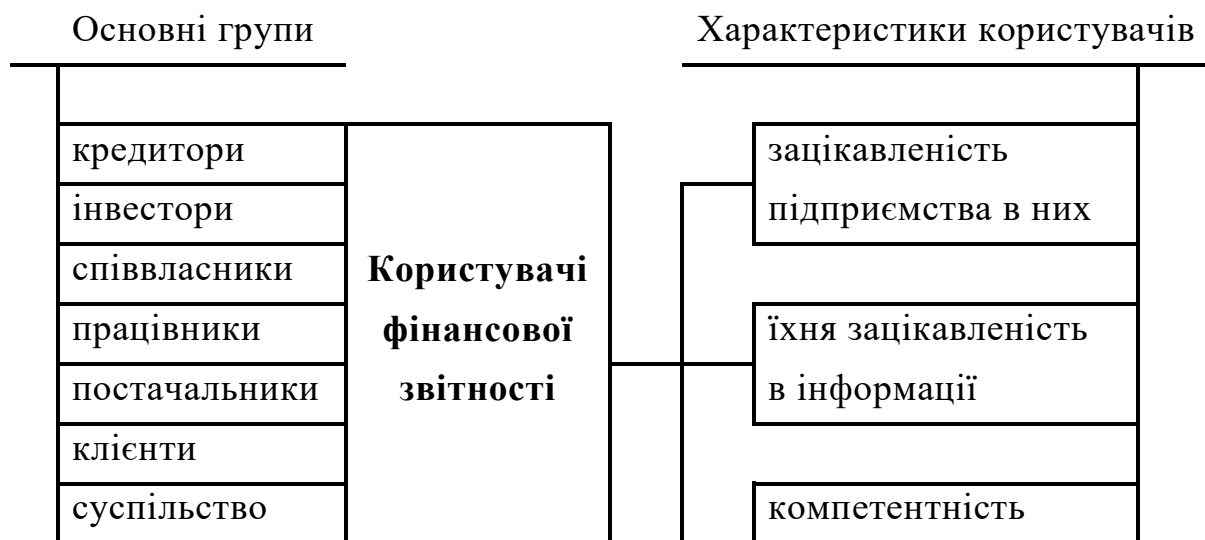 Основні групи
Характеристики користувачів
кредитори
інвестори
співвласники
працівники
постачальники
клієнти
суспільство
Користувачі
фінансової
звітності
зацікавленість
підприємства в них
їхня зацікавленість
в інформації
компетентність